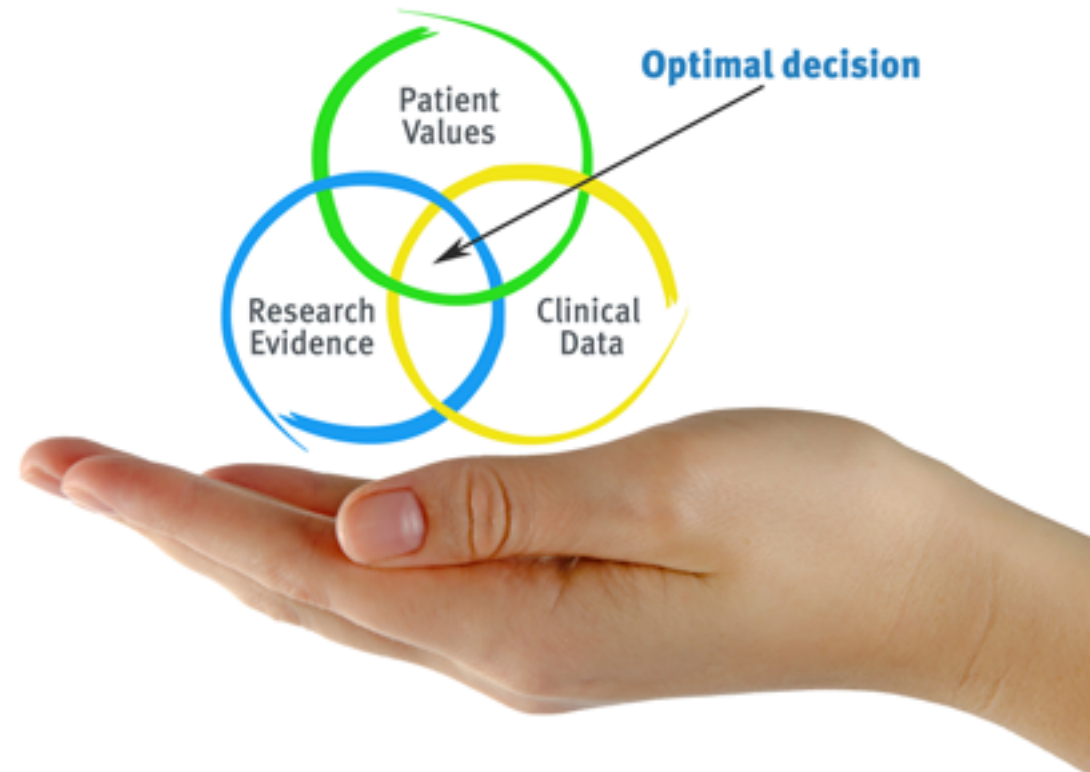 Optimal decision
Patient
Values
Research
Evidence
Clinical
Data